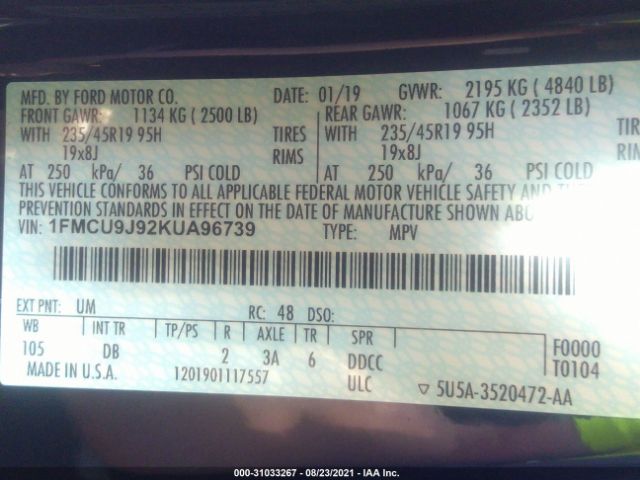 MFD. BY FORD MOTOR CO. DATE: 01/19 GVWR: 2195 KG ( 4840 LB)
FRONT GAWR: 1134 KG ( 2500 LB) REAR GAWR: 1067 KG ( 2352 LB)
WITH 235/45R19 95H TIRES WITH 235/45R19 95H TIRE
19x8J RIMS 19x8J RIMS
AT 250 kPa/ 36 PSI COLD AT 250 kPa/ 36 PSI COLD
THIS VEHICLE CONFORMS TO ALL APPLICABLE FEDERAL MOTOR VEHICLE SAFETY AND THE
PREVENTION STANDARDS IN EFFECT ON THE DATE OF MANUFACTURE SHOWN ABO
VIN: 1FMCU9J92KUA96739 TYPE: MPV
EXT PNT: UM RC: 48 DSO:
WB INT TR TP/PS R AXLE TR SPR F0000
105 DB 2 3A 6 DDCC T0104
MADE IN U.S.A. 1201901117557 ULC ▽ 5U5A-3520472-AA
000-31033267 - 08/23/2021 - IAA Inc.